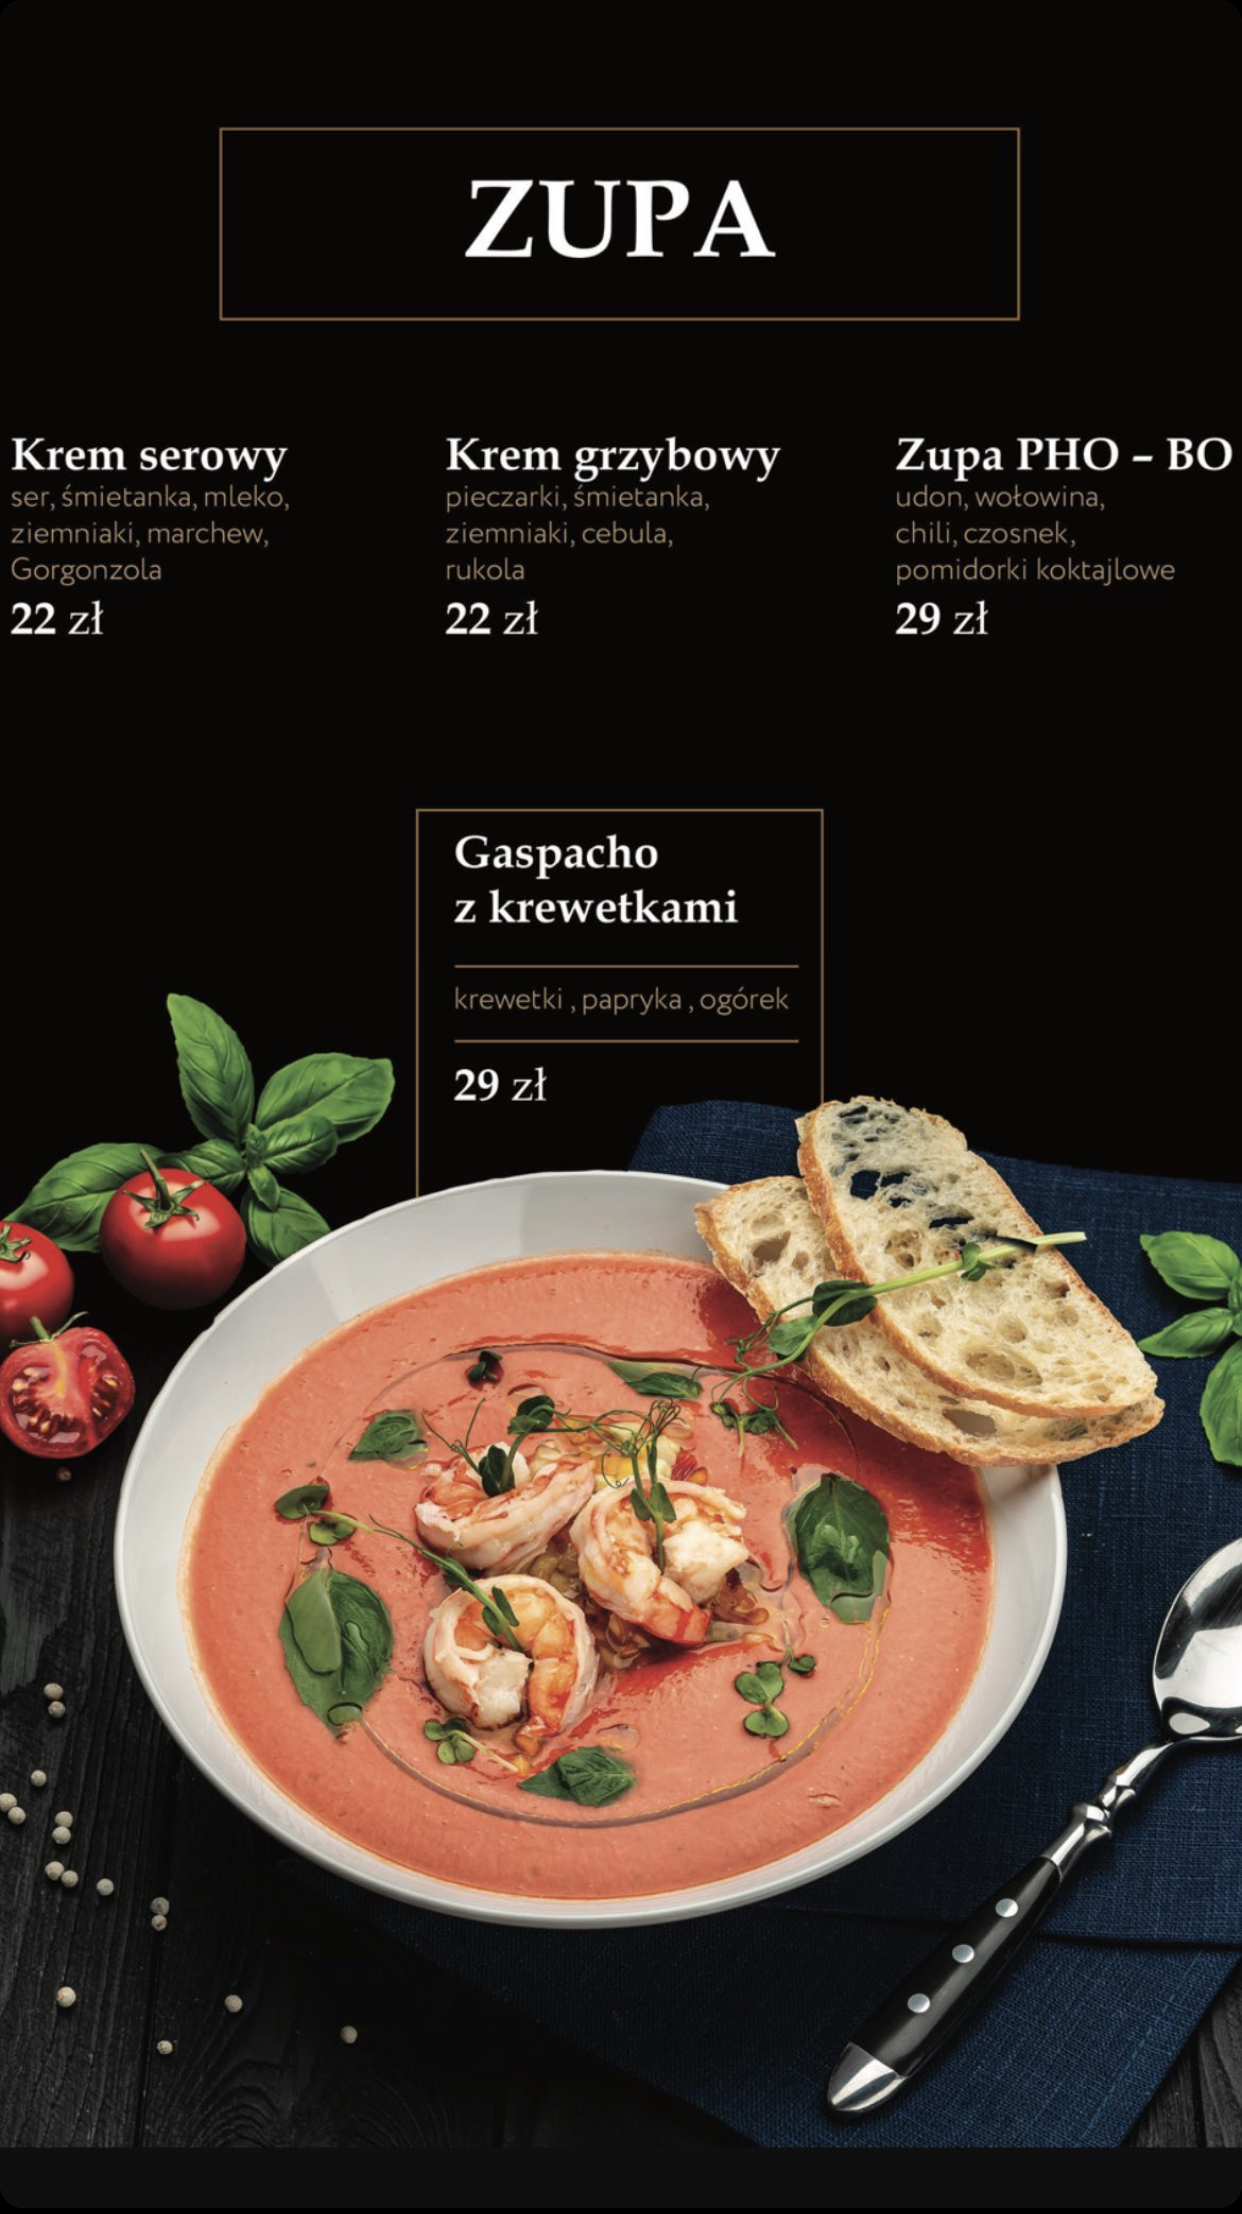 ZUPA
Krem serowy
ser, śmietanka, mleko,
ziemniaki, marchew,
Gorgonzola
22 zł
Krem grzybowy
pieczarki, śmietanka,
ziemniaki, cebula,
rukola
22 zł
Zupa PHO – BO
udon, wołowina,
chili, czosnek,
pomidorki koktajlowe
29 zł
Gaspacho
z krewetkami
krewetki , papryka , ogórek
29 zł